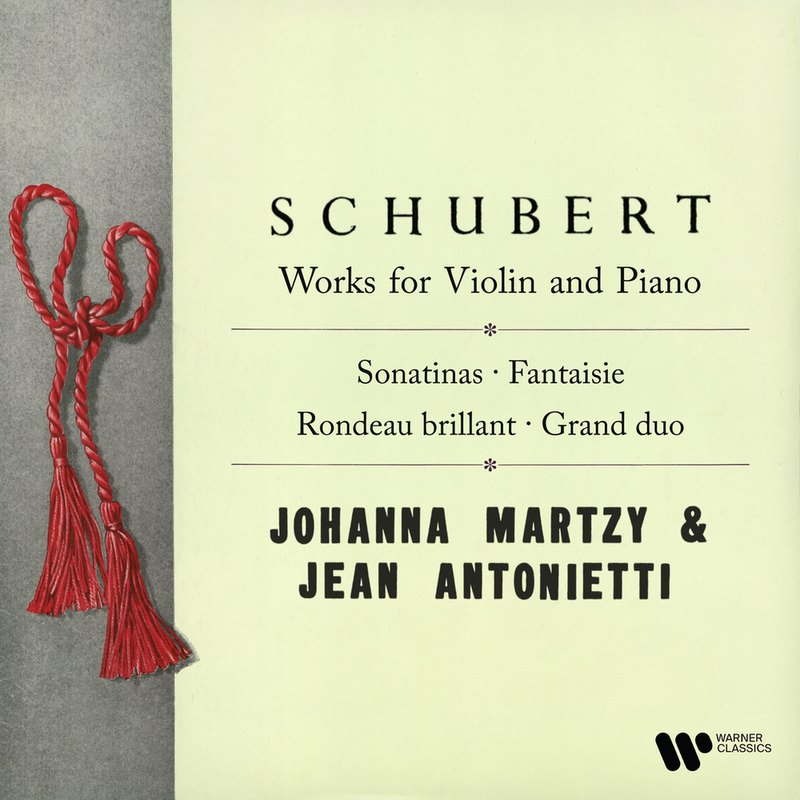 SCHUBERT
Works for Violin and Piano
Sonatinas · Fantaisie
Rondeau brillant · Grand duo
JOHANNA MARTZY &
JEAN ANTONIETTI
WARNER
CLASSICS